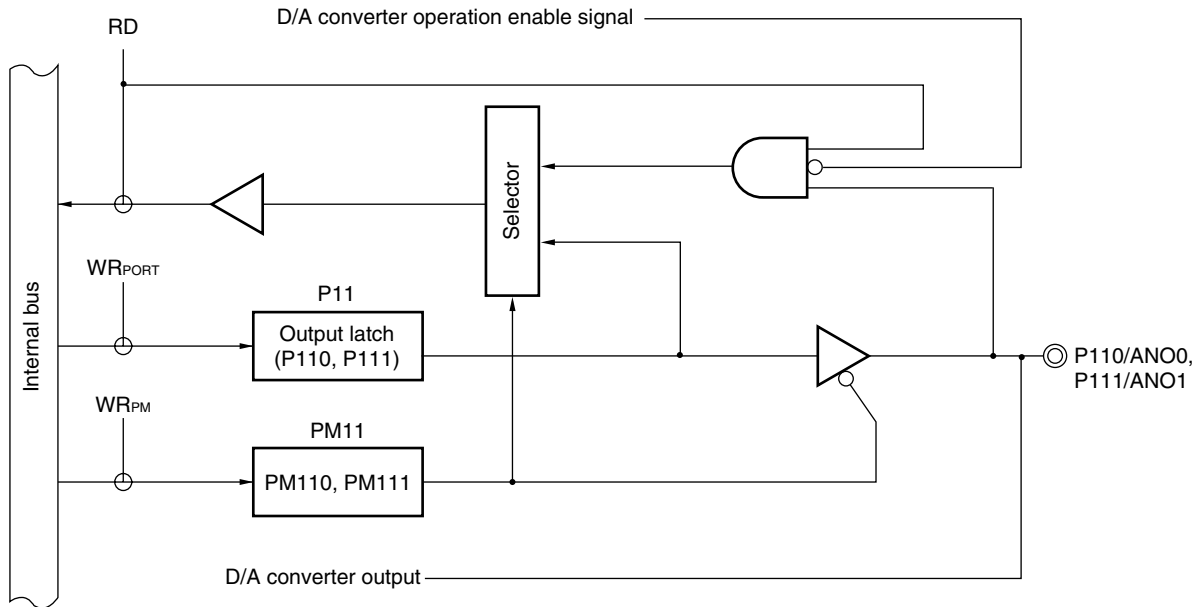 D/A converter operation enable signal
RD
Selector
WRPORT
P11
Output latch
(P110, P111)
Internal bus
P110/ANO0,
P111/ANO1
WRPM
PM11
PM110, PM111
D/A converter output